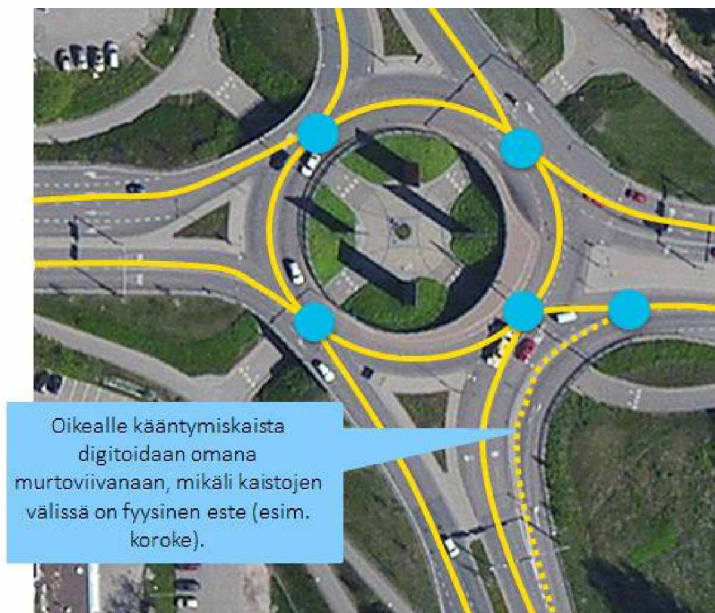 Oikealle kääntymiskaista
digitoidaan omana
murtoviivanaan, mikäli kaistojen
välissä on fyysinen este (esim.
koroke).